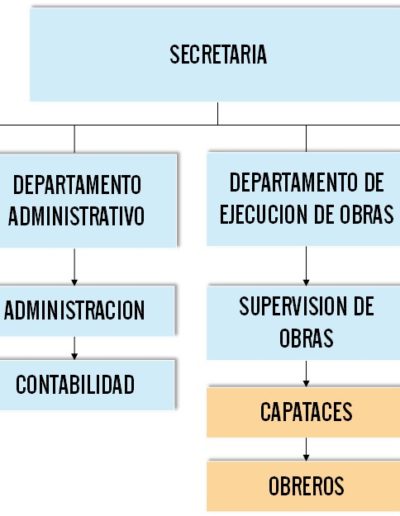 SECRETARIA
DEPARTAMENTO
ADMINISTRATIVO
DEPARTAMENTO DE
EJECUCION DE OBRAS
ADMINISTRACION
SUPERVISION DE
OBRAS
CONTABILIDAD
CAPATACES
OBREROS